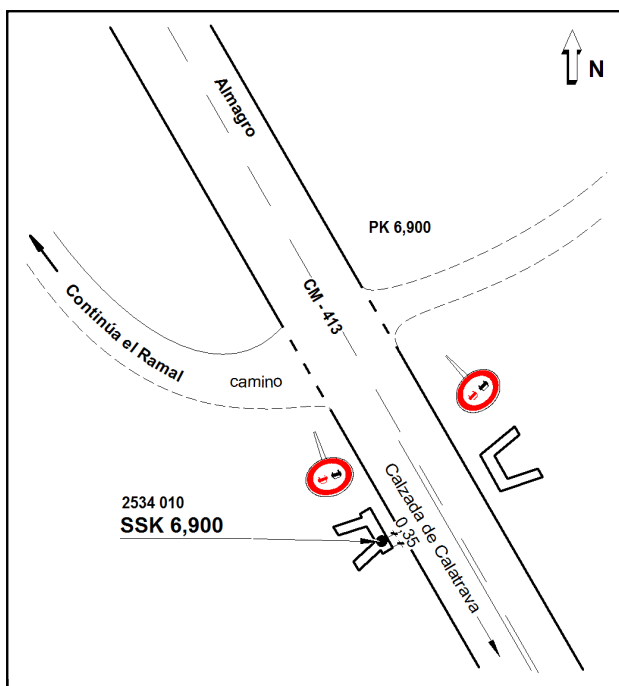 N
Almagro
PK 6,900
CM - 413
Continúa el Ramal
camino
2534 010
SSK 6,900
0,35
Calzada de Calatrava